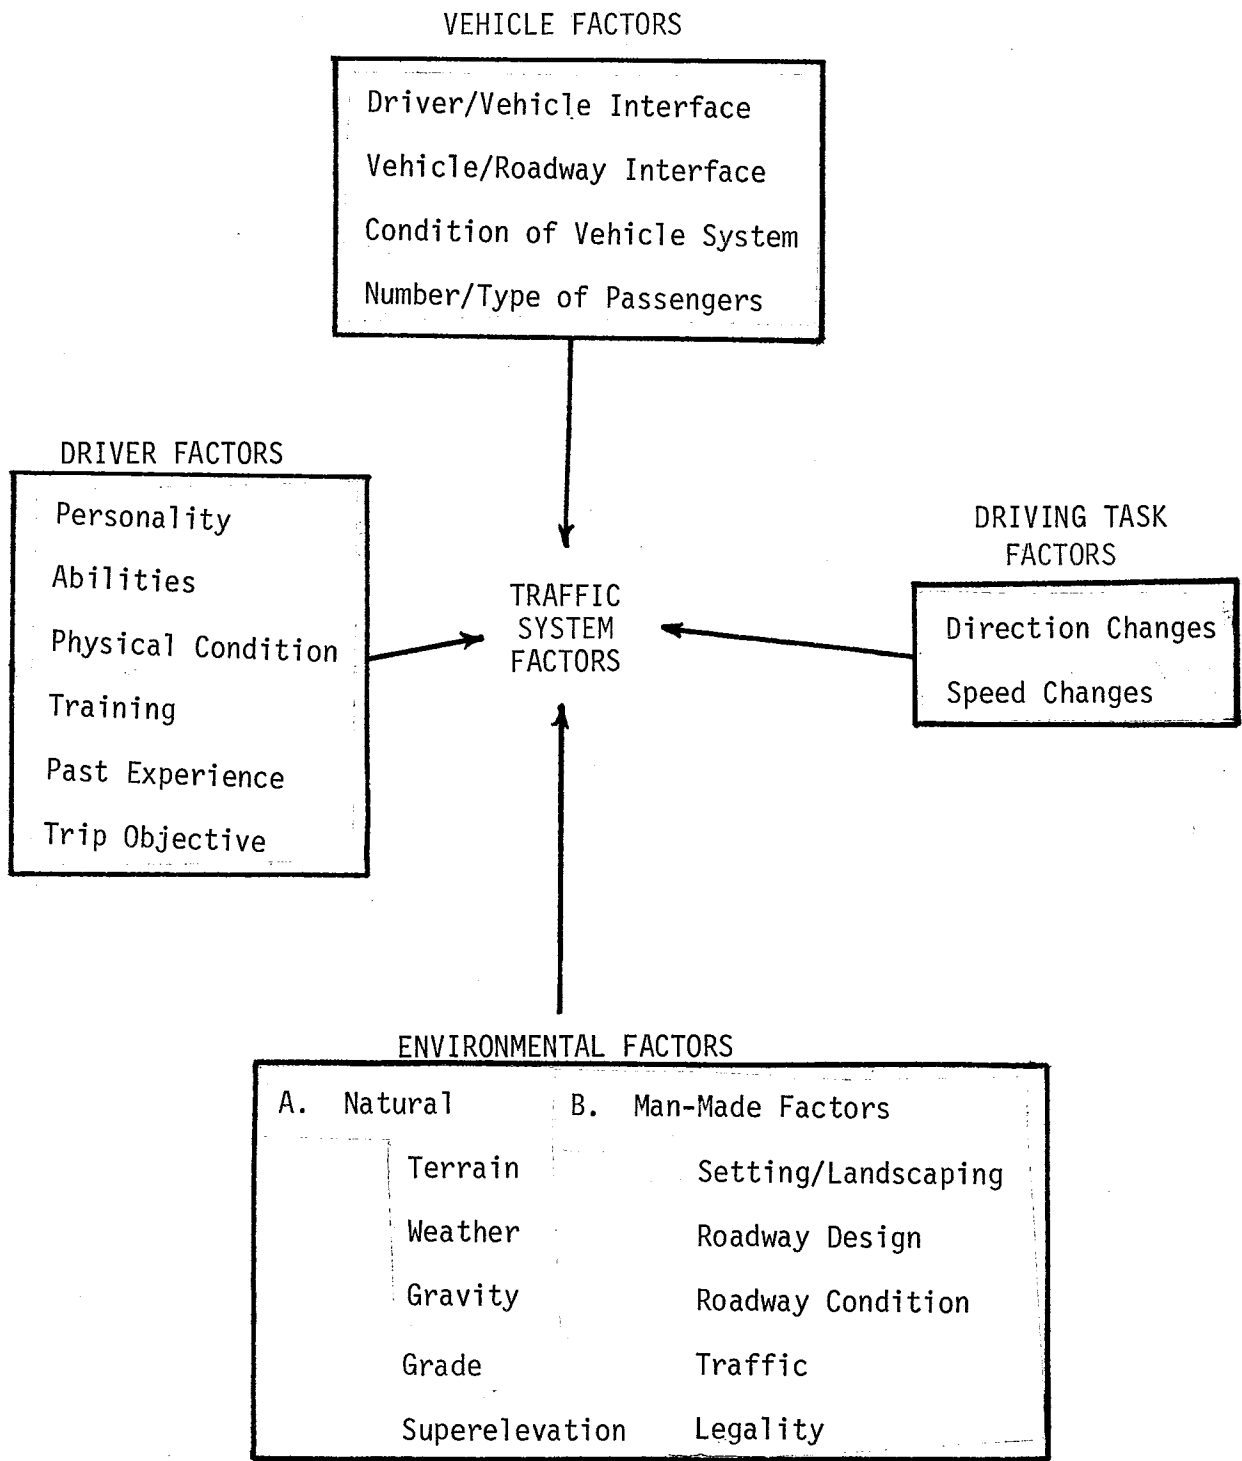 VEHICLE FACTORS
Driver/Vehicle Interface
Vehicle/Roadway Interface
Condition of Vehicle System
Number/Type of Passengers
DRIVER FACTORS
Personality
Abilities
Physical Condition
Training
Past Experience
Trip Objective
TRAFFIC
SYSTEM
FACTORS
DRIVING TASK
FACTORS
Direction Changes
Speed Changes
ENVIRONMENTAL FACTORS
A. Natural
Terrain
Weather
Gravity
Grade
Superelevation
B. Man-Made Factors
Setting/Landscaping
Roadway Design
Roadway Condition
Traffic
Legality